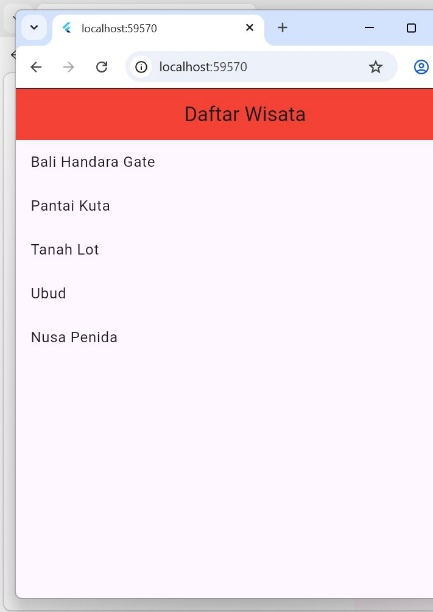 localhost:59570
localhost:59570
Daftar Wisata
Bali Handara Gate
Pantai Kuta
Tanah Lot
Ubud
Nusa Penida